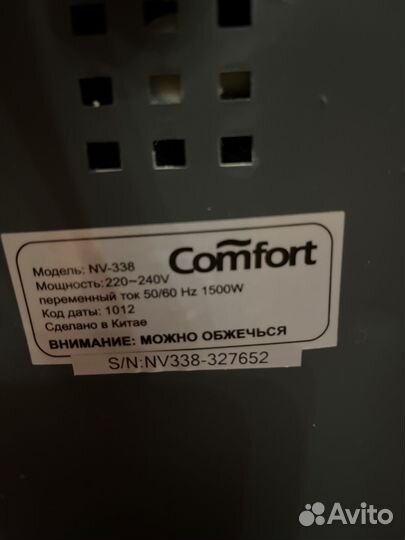 Comfort
Модель: NV-338
Мощность:220~240V
переменный ток 50/60 Hz 1500W
Код даты: 1012
Сделано в Китае
ВНИМАНИЕ: МОЖНО ОБЖЕЧЬСЯ
S/N:NV338-327652
Avito